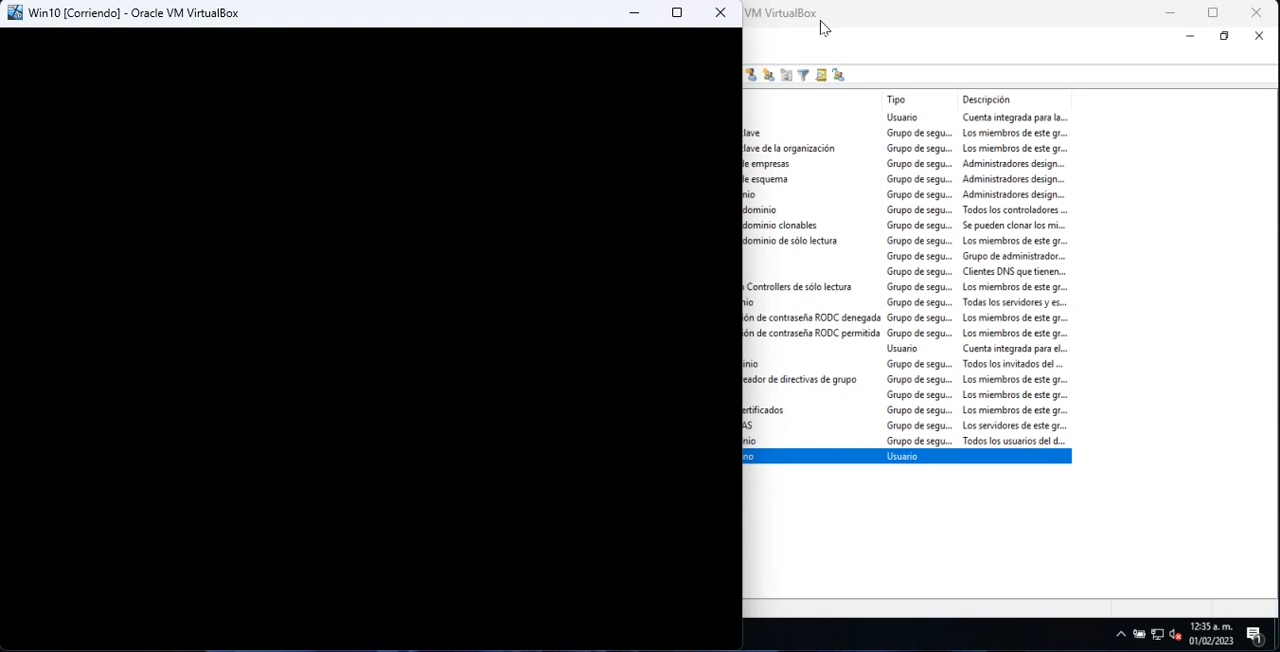 Win10 [Corriendo] - Oracle VM VirtualBox
VM VirtualBox
Tipo Descripción
Usuario Cuenta integrada para la...
lave Grupo de segu... Los miembros de este gr...
lave de la organización Grupo de segu... Los miembros de este gr...
le empresas Grupo de segu... Administradores design...
le esquema Grupo de segu... Administradores design...
nio Grupo de segu... Administradores design...
dominio Grupo de segu... Todos los controladores ...
dominio clonables Grupo de segu... Se pueden clonar los mi...
dominio de sólo lectura Grupo de segu... Los miembros de este gr...
Grupo de segu... Grupo de administrador...
Grupo de segu... Clientes DNS que tienen...
n Controllers de sólo lectura Grupo de segu... Los miembros de este gr...
nio Grupo de segu... Todas los servidores y es...
ión de contraseña RODC denegada Grupo de segu... Los miembros de este gr...
ión de contraseña RODC permitida Grupo de segu... Los miembros de este gr...
Usuario Cuenta integrada para el...
inio Grupo de segu... Todos los invitados del ...
eador de directivas de grupo Grupo de segu... Los miembros de este gr...
Grupo de segu... Los miembros de este gr...
ertificados Grupo de segu... Los miembros de este gr...
AS Grupo de segu... Los servidores de este gr...
nio Grupo de segu... Todos los usuarios del d...
no Usuario
12:35 a. m.
01/02/2023
1